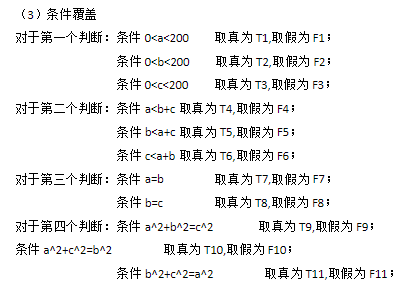 （3）条件覆盖
对于第一个判断：条件 0<a<200 取真为 T1,取假为 F1；
条件 0<b<200 取真为 T2,取假为 F2；
条件 0<c<200 取真为 T3,取假为 F3；
对于第二个判断：条件 a<b+c 取真为 T4,取假为 F4；
条件 b<a+c 取真为 T5,取假为 F5；
条件 c<a+b 取真为 T6,取假为 F6；
对于第三个判断：条件 a=b 取真为 T7,取假为 F7；
条件 b=c 取真为 T8,取假为 F8；
对于第四个判断：条件 a^2+b^2=c^2 取真为 T9,取假为 F9；
条件 a^2+c^2=b^2 取真为 T10,取假为 F10；
条件 b^2+c^2=a^2 取真为 T11,取假为 F11；